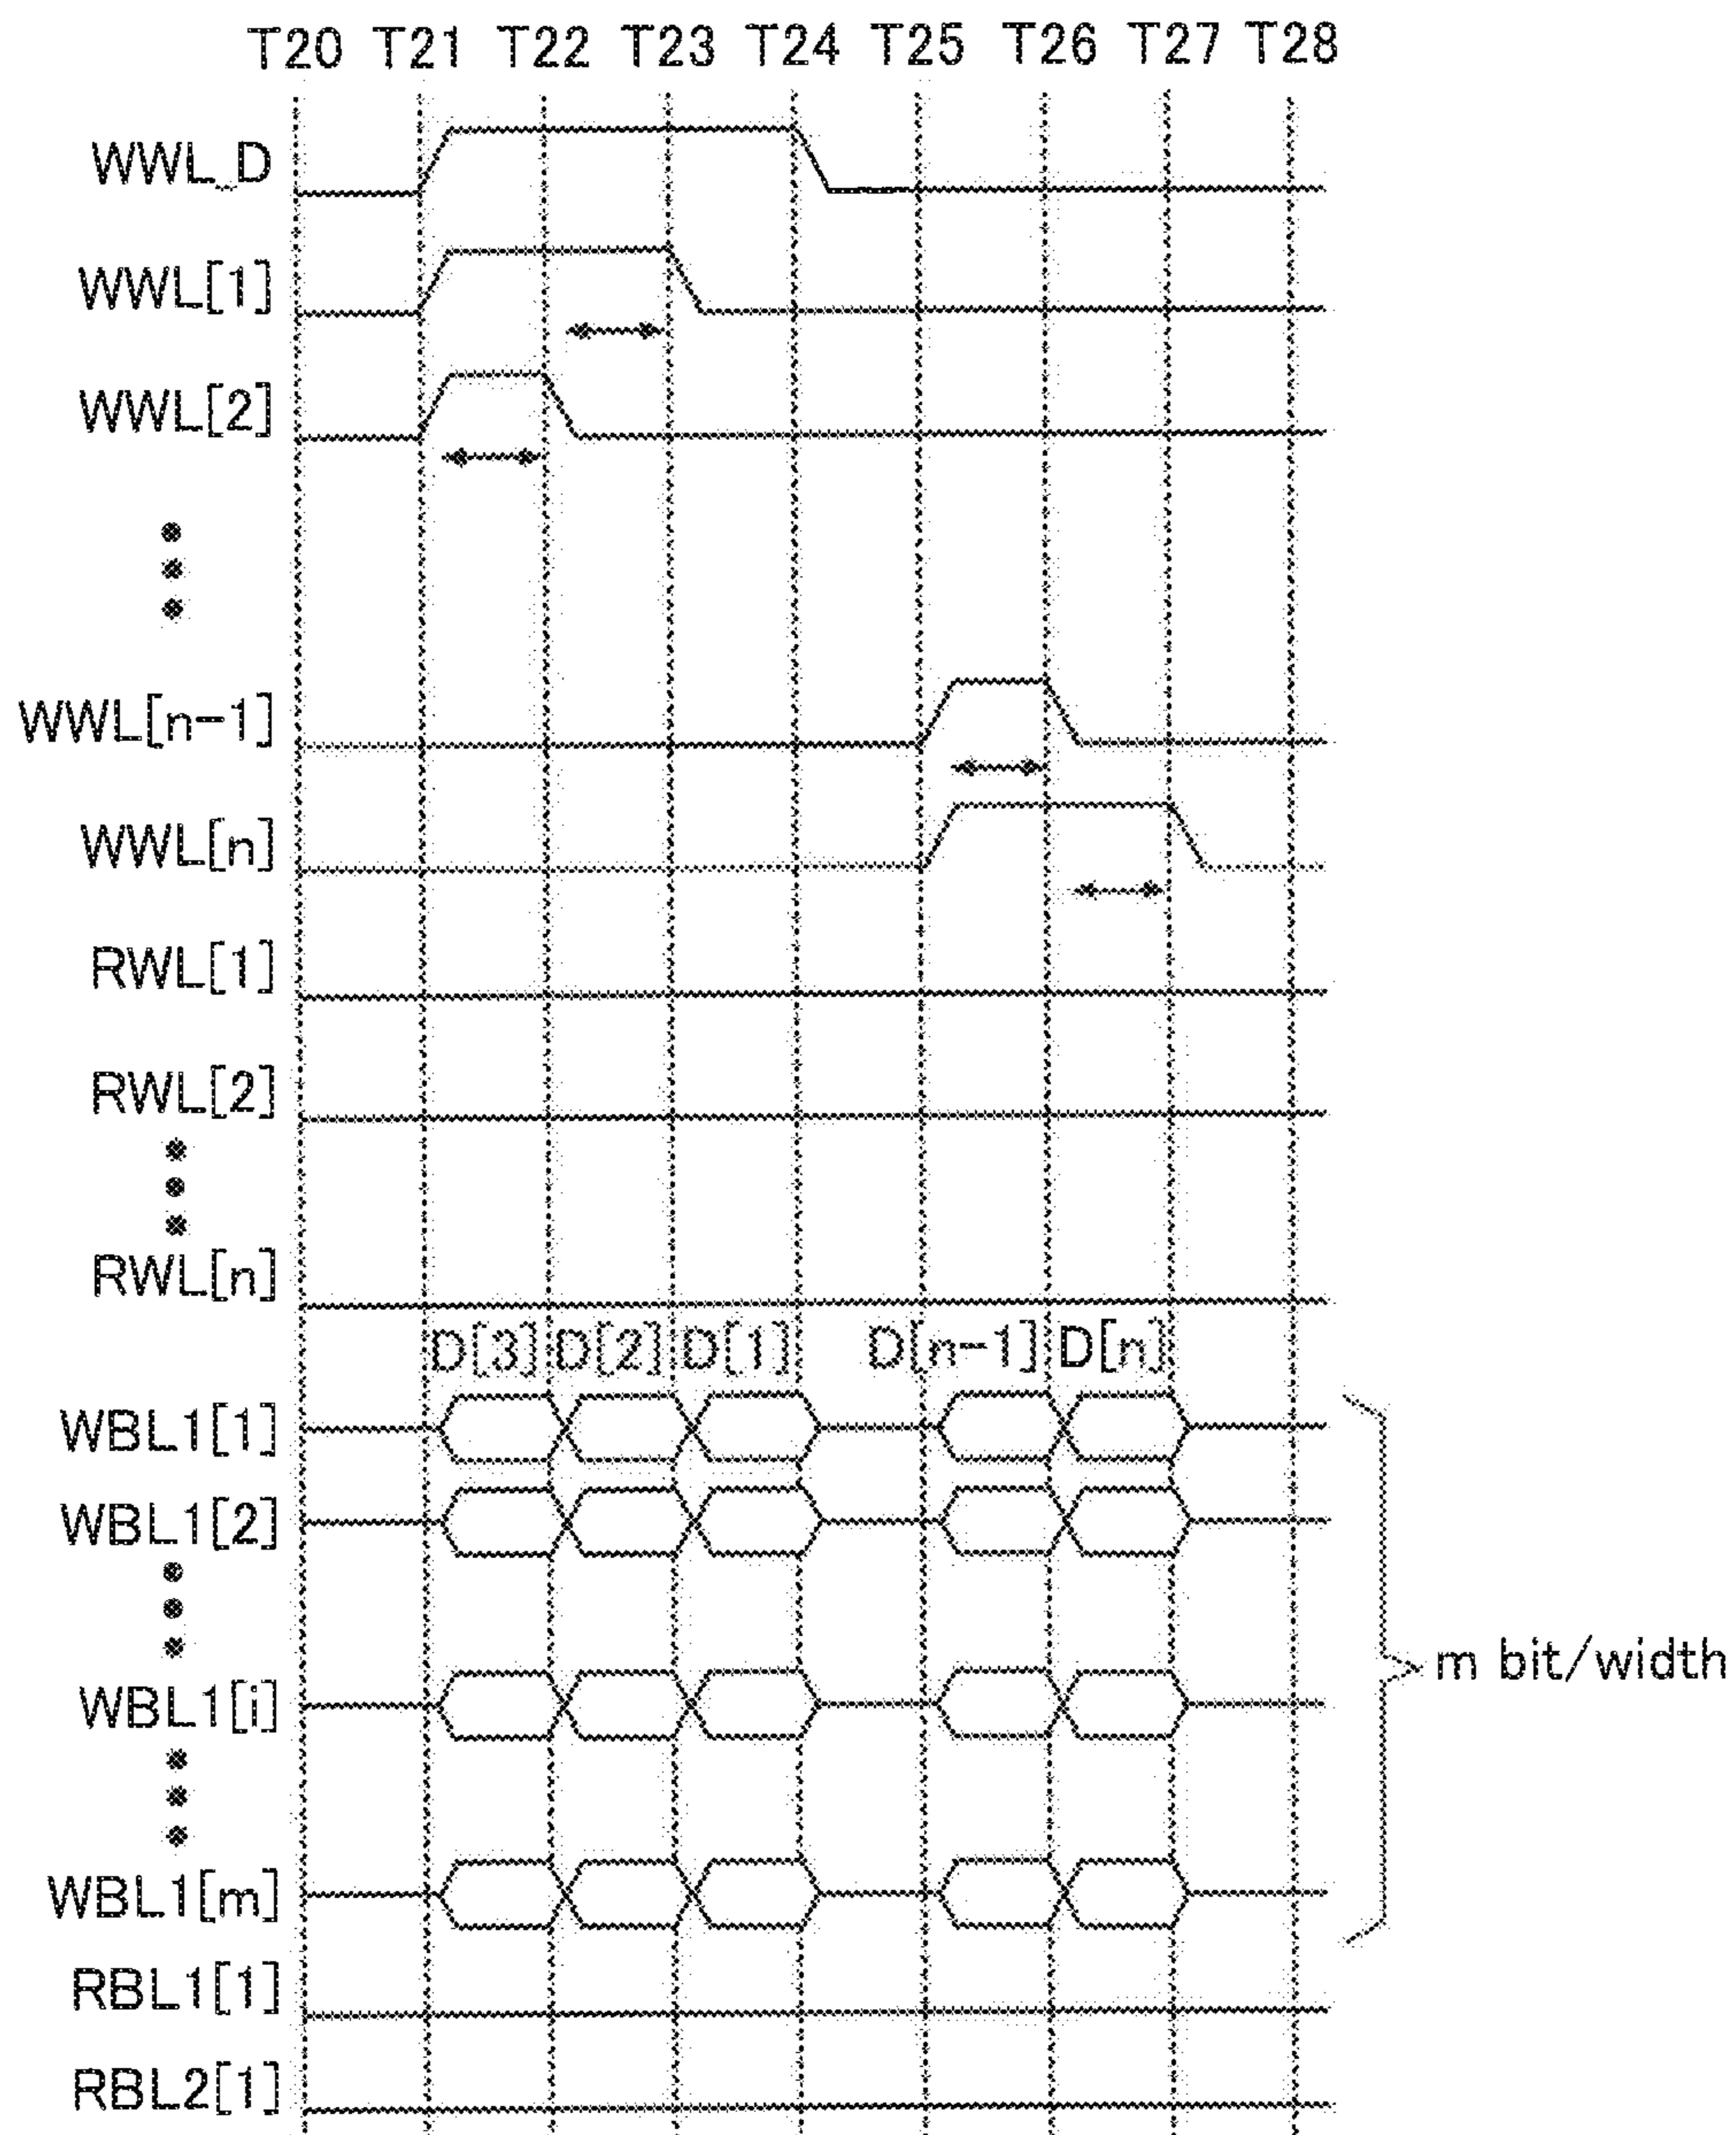 T20 T21 T22 T23 T24 T25 T26 T27 T28
WWL_D
WWL[1]
WWL[2]
WWL[n-1]
WWL[n]
RWL[1]
RWL[2]
RWL[n]
D[3] D[2] D[1] D[n-1] D[n]
WBL1[1]
WBL1[2]
m bit/width
WBL1[i]
WBL1[m]
RBL1[1]
RBL2[1]